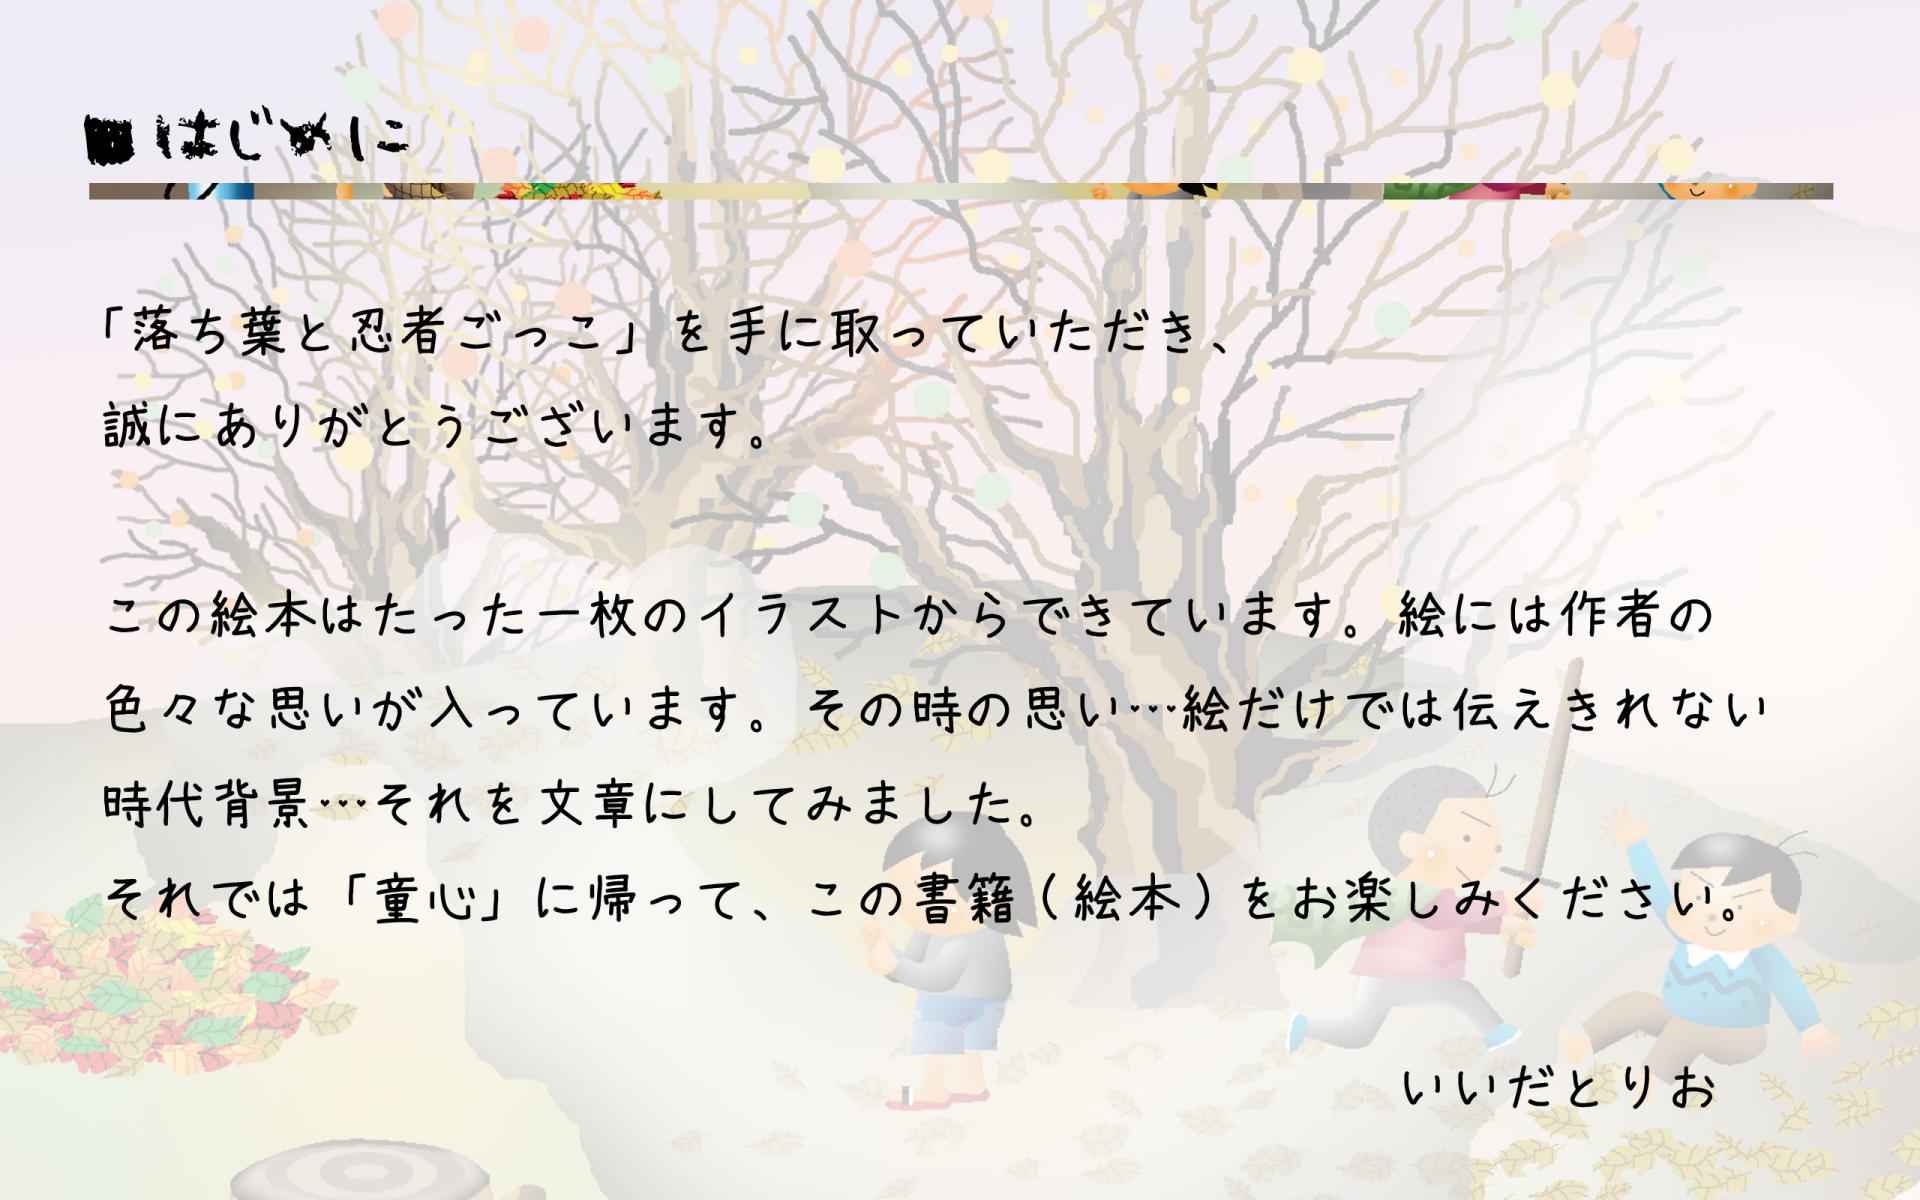 ■はじめに
「落ち葉と忍者ごっこ」を手に取っていただき、
誠にありがとうございます。
この絵本はたった一枚のイラストからできています。絵には作者の
色々な思いが入っています。その時の思い…絵だけでは伝えきれない
時代背景…それを文章にしてみました。
それでは「童心」に帰って、この書籍(絵本)をお楽しみください。
いいだとりお